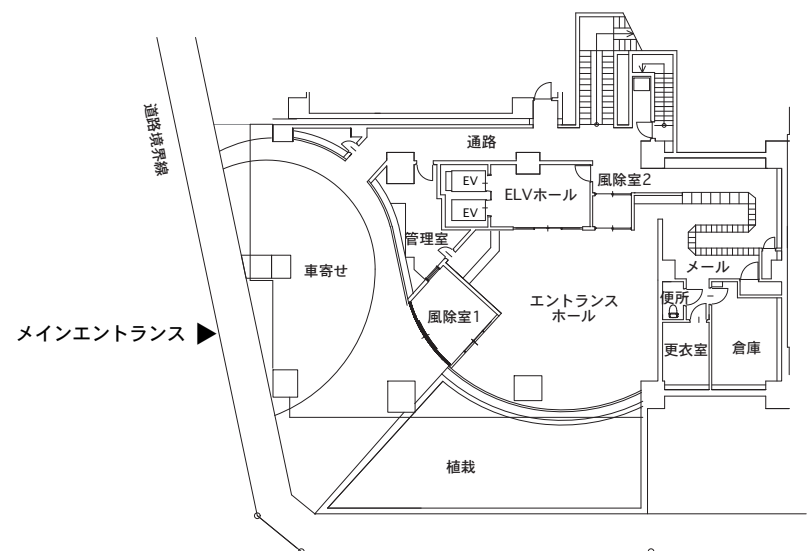 道路境界線
通路
EV
EV
ELVホール
風除室2
管理室
車寄せ
メール
エントランス
ホール
便所
風除室1
メインエントランス ▶
更衣室
倉庫
植栽